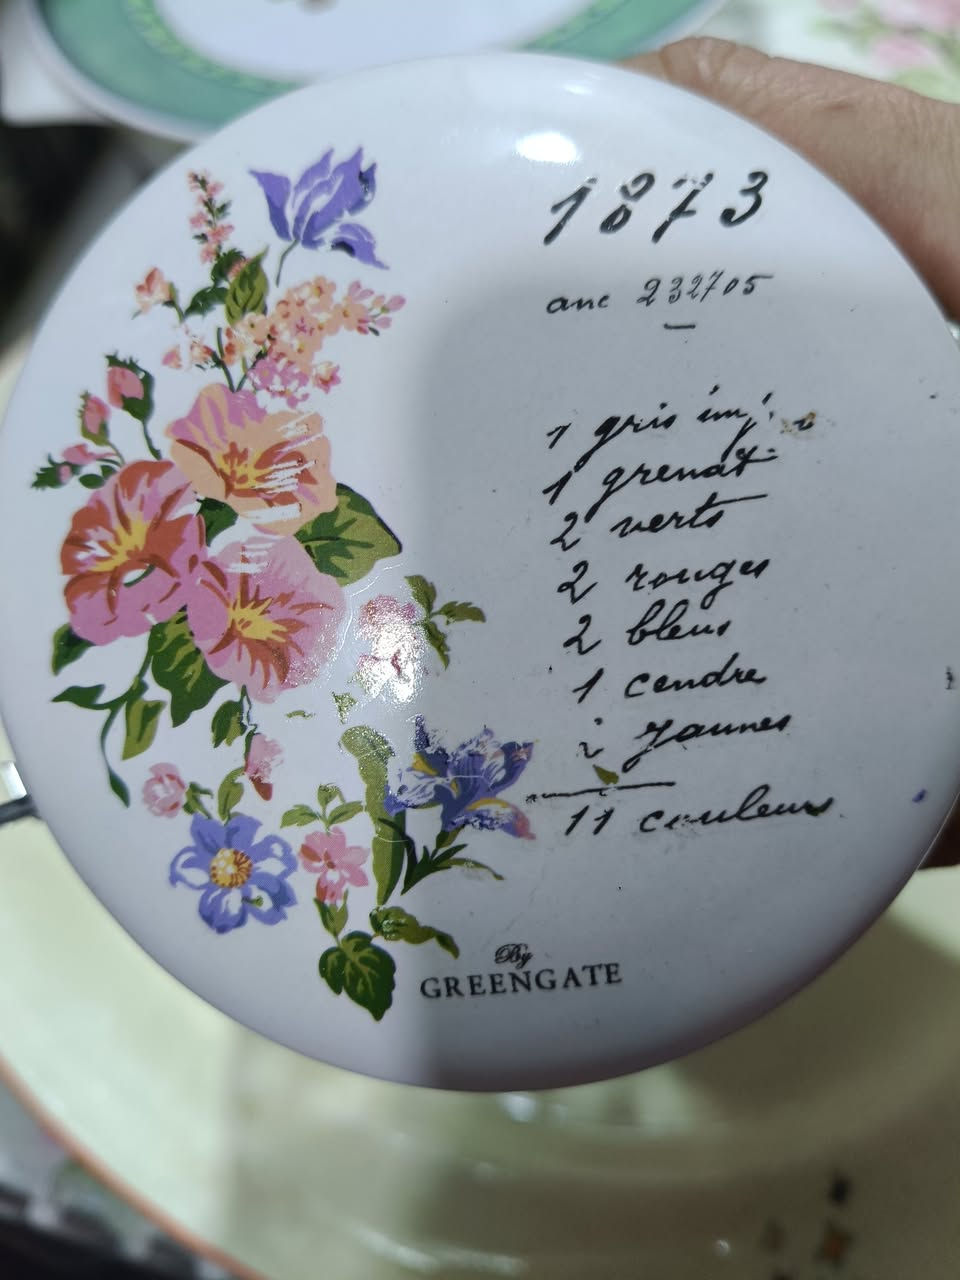 1873
anc 232705
1 gris imj.
1 grenat
2 verts
2 rouges
2 bleus
1 cendre
2 jaunes
11 couleurs
By
GREENGATE